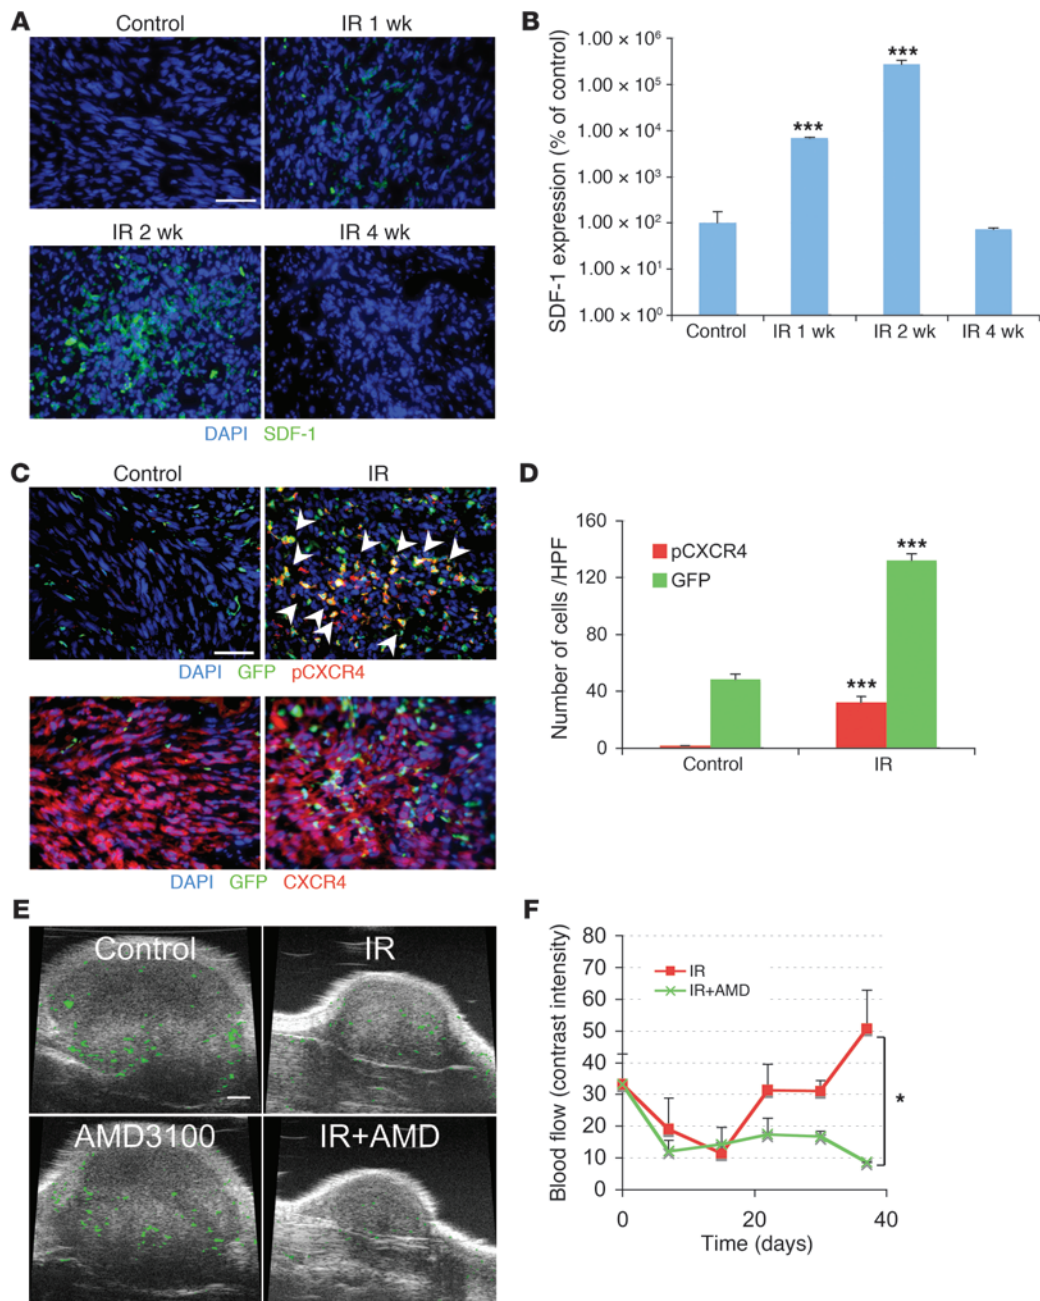 A
Control
IR 1 wk
IR 2 wk
IR 4 wk
DAPI SDF-1
B
SDF-1 expression (% of control)
1.00 × 10⁶
1.00 × 10⁵
1.00 × 10⁴
1.00 × 10³
1.00 × 10²
1.00 × 10¹
1.00 × 10⁰
***
***
Control
IR 1 wk
IR 2 wk
IR 4 wk
C
Control
IR
DAPI GFP pCXCR4
DAPI GFP CXCR4
D
Number of cells /HPF
160
120
80
40
0
pCXCR4
GFP
***
***
Control
IR
E
Control
IR
AMD3100
IR+AMD
F
Blood flow (contrast intensity)
80
70
60
50
40
30
20
10
0
IR
IR+AMD
*
0
20
40
Time (days)